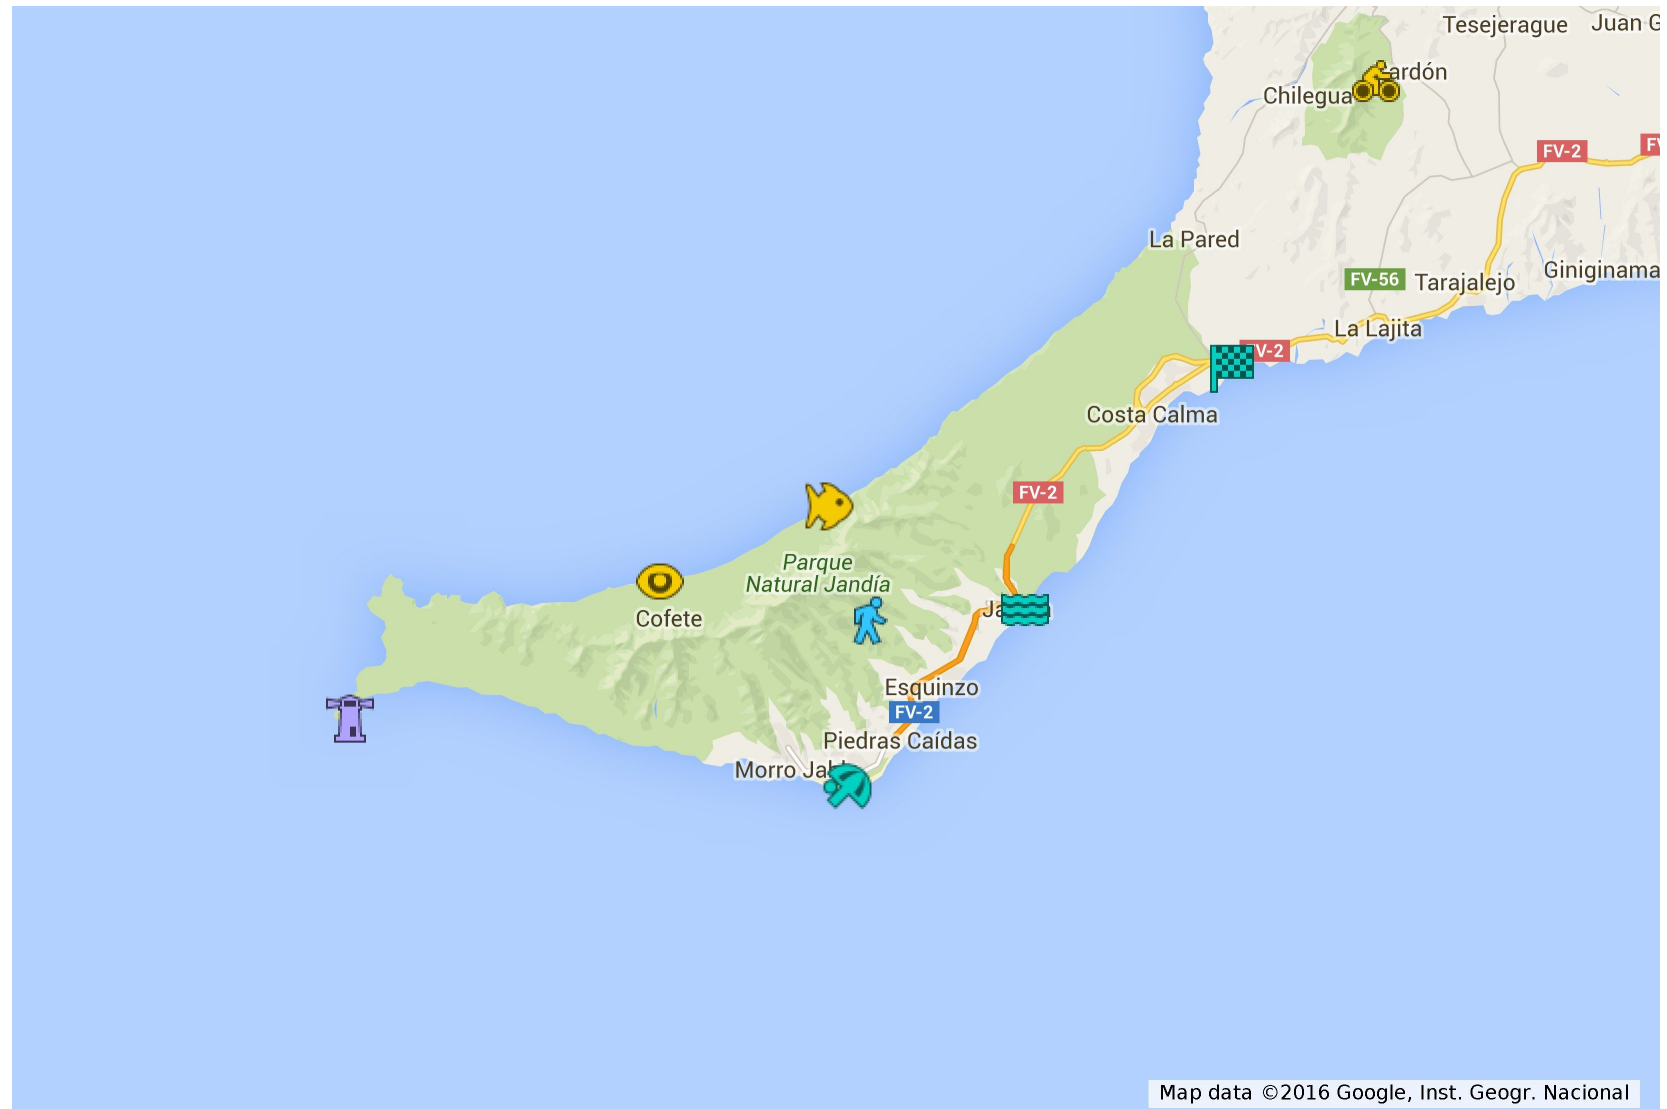 Tesejerague
Chilegua
FV-2
La Pared
FV-56
Tarajalejo
Giniginama
La Lajita
Costa Calma
FV-2
Parque
Natural Jandía
Cofete
Esquinzo
FV-2
Piedras Caídas
Morro
Map data ©2016 Google, Inst. Geogr. Nacional